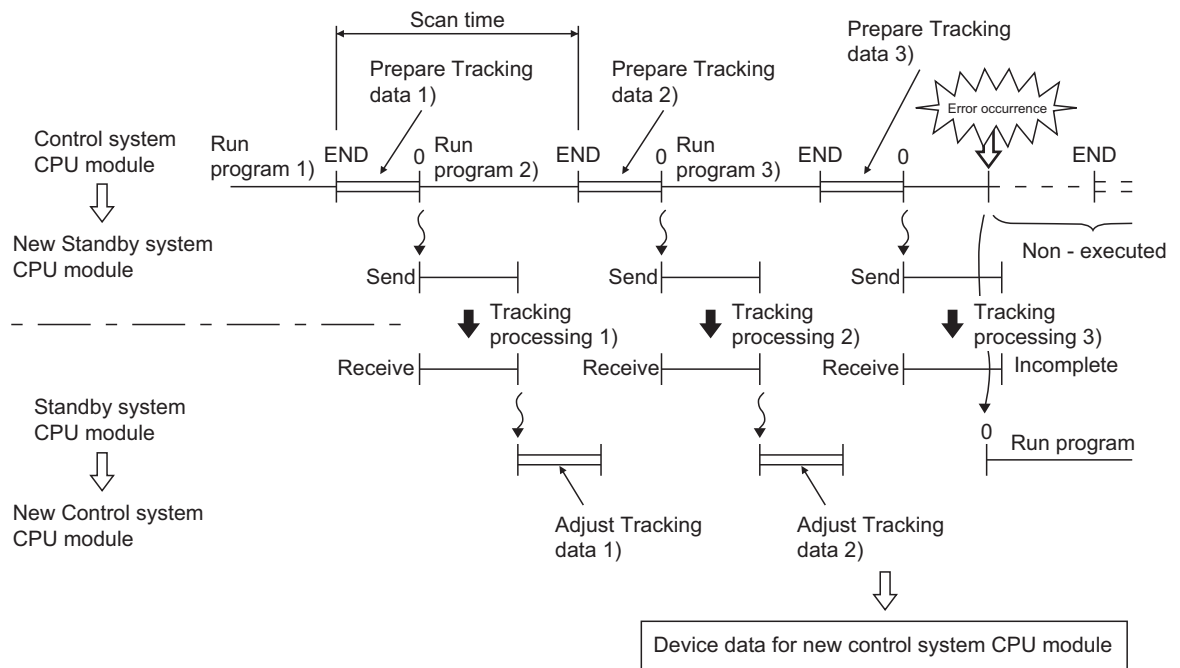 Scan time
Prepare Tracking
data 1)
Prepare Tracking
data 2)
Prepare Tracking
data 3)
Error occurrence
Control system
CPU module
Run
program 1)
END
0
Run
program 2)
END
0
Run
program 3)
END
0
END
New Standby system
CPU module
Non - executed
Send
Send
Send
Tracking
processing 1)
Tracking
processing 2)
Tracking
processing 3)
Receive
Receive
Receive
Incomplete
Standby system
CPU module
0
Run program
New Control system
CPU module
Adjust Tracking
data 1)
Adjust Tracking
data 2)
Device data for new control system CPU module